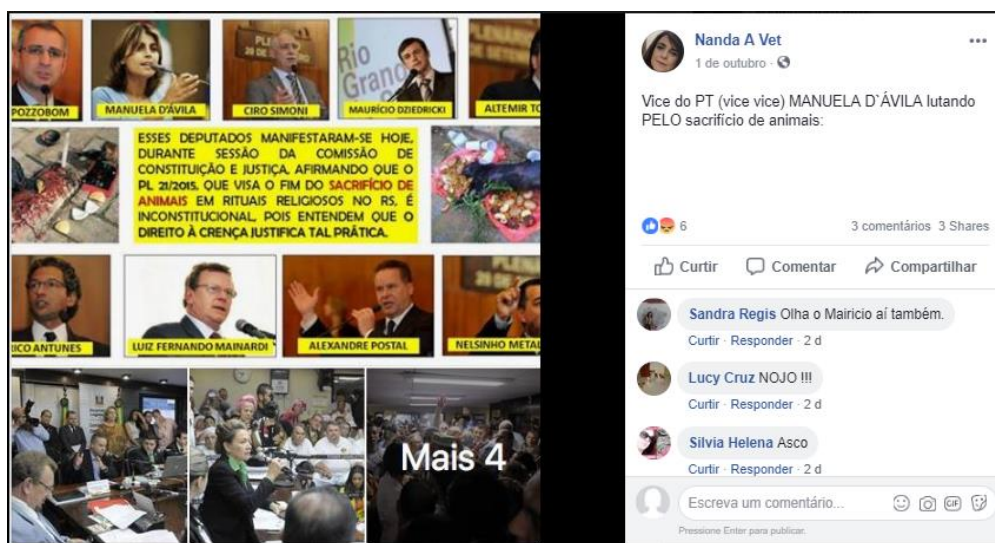 POZZOBOM
MANUELA D'ÁVILA
CIRO SIMONI
MAURÍCIO DZIEDRICKI
ALTEMIR TO
Rio
Grand
ESSES DEPUTADOS MANIFESTARAM-SE HOJE,
DURANTE SESSÃO DA COMISSÃO DE
CONSTITUIÇÃO E JUSTIÇA, AFIRMANDO QUE O
PL 21/2015, QUE VISA O FIM DO SACRIFÍCIO DE
ANIMAIS EM RITUAIS RELIGIOSOS NO RS, É
INCONSTITUCIONAL, POIS ENTENDEM QUE O
DIREITO À CRENÇA JUSTIFICA TAL PRÁTICA.
RICO ANTUNES
LUIZ FERNANDO MAINARDI
ALEXANDRE POSTAL
NELSINHO METAL
Mais 4
Nanda A Vet
1 de outubro ·
Vice do PT (vice vice) MANUELA D`ÁVILA lutando
PELO sacrifício de animais:
6
3 comentários 3 Shares
Curtir Comentar Compartilhar
Sandra Regis Olha o Mairicio aí também.
Curtir · Responder · 2 d
Lucy Cruz NOJO !!!
Curtir · Responder · 2 d
Silvia Helena Asco
Curtir · Responder · 2 d
Escreva um comentário...
GIF
Pressione Enter para publicar.